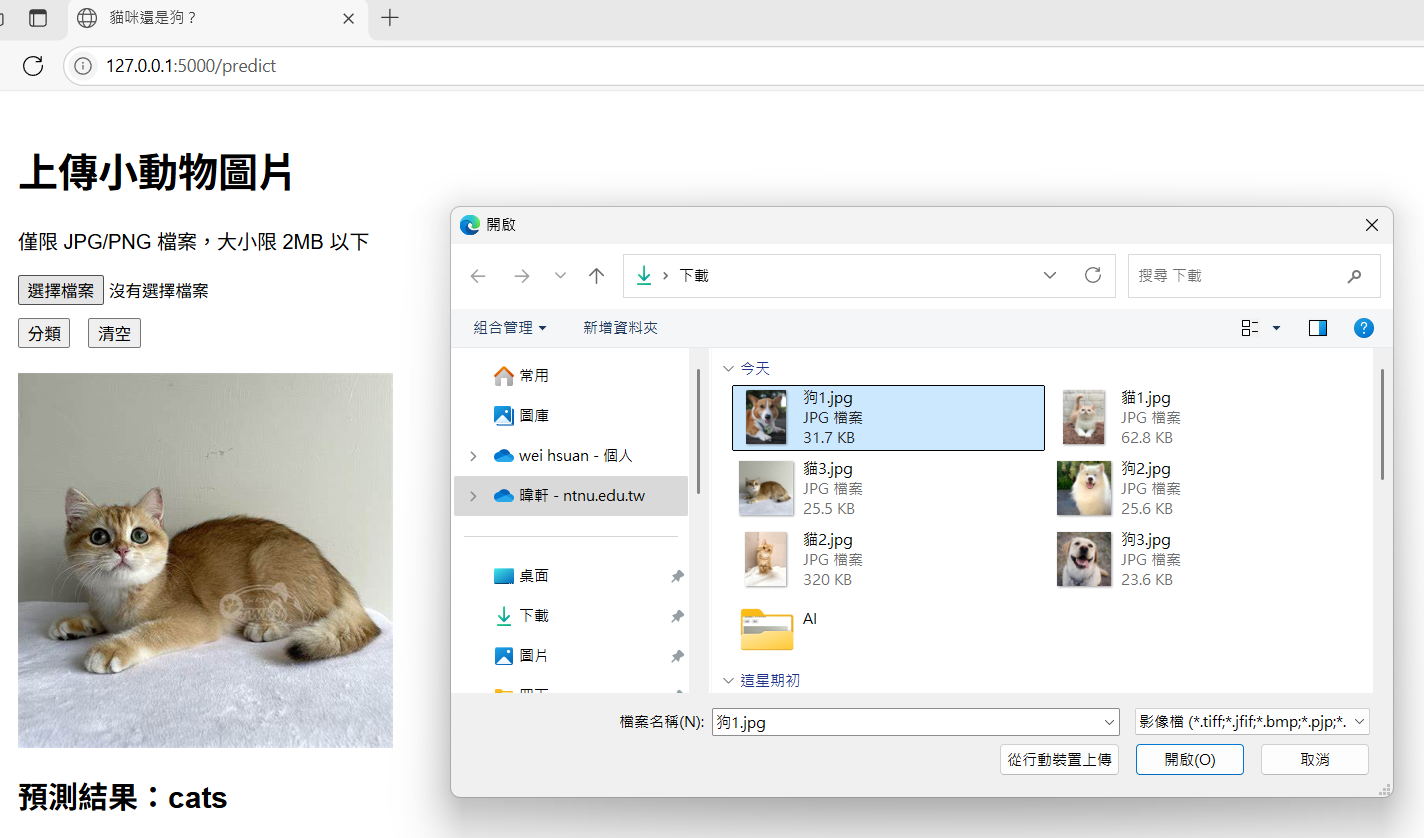 貓咪還是狗？
127.0.0.1:5000/predict
上傳小動物圖片
僅限 JPG/PNG 檔案，大小限 2MB 以下
選擇檔案 沒有選擇檔案
分類 清空
預測結果：cats
開啟
下載
搜尋 下載
組合管理 新增資料夾
常用
圖庫
wei hsuan - 個人
暐軒 - ntnu.edu.tw
桌面
下載
圖片
今天
狗1.jpg
JPG 檔案
31.7 KB
貓1.jpg
JPG 檔案
62.8 KB
貓3.jpg
JPG 檔案
25.5 KB
狗2.jpg
JPG 檔案
25.6 KB
貓2.jpg
JPG 檔案
320 KB
狗3.jpg
JPG 檔案
23.6 KB
AI
這星期初
檔案名稱(N): 狗1.jpg
影像檔 (*.tiff;*.jfif;*.bmp;*.pjp;*.
從行動裝置上傳 開啟(O) 取消